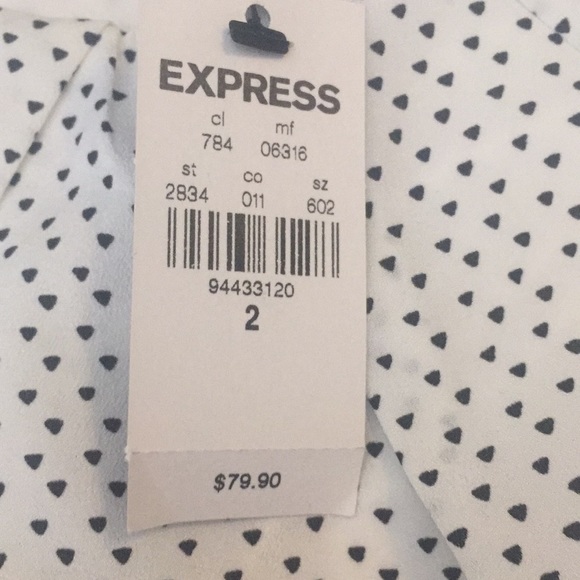 EXPRESS
cl mf
784 06316
st co sz
2834 011 602
94433120
2
$79.90